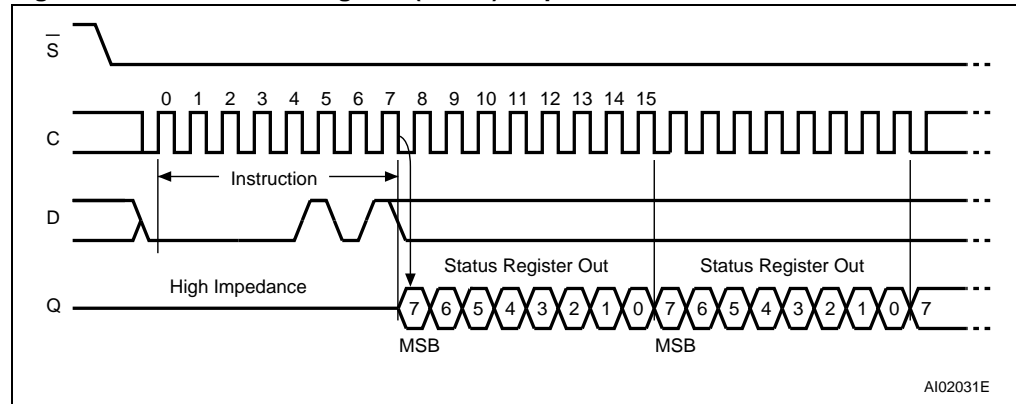 S
0 1 2 3 4 5 6 7 8 9 10 11 12 13 14 15
C
Instruction
D
Status Register Out Status Register Out
High Impedance
Q 7 6 5 4 3 2 1 0 7 6 5 4 3 2 1 0 7
MSB MSB
AI02031E